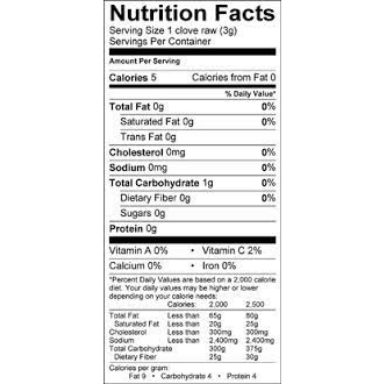 Nutrition Facts
Serving Size 1 clove raw (3g)
Servings Per Container
Amount Per Serving
Calories 5 Calories from Fat 0
% Daily Value*
Total Fat 0g 0%
Saturated Fat 0g 0%
Trans Fat 0g
Cholesterol 0mg 0%
Sodium 0mg 0%
Total Carbohydrate 1g 0%
Dietary Fiber 0g 0%
Sugars 0g
Protein 0g
Vitamin A 0% • Vitamin C 2%
Calcium 0% • Iron 0%
*Percent Daily Values are based on a 2,000 calorie
diet. Your daily values may be higher or lower
depending on your calorie needs:
Calories: 2,000 2,500
Total Fat Less than 65g 80g
Saturated Fat Less than 20g 25g
Cholesterol Less than 300mg 300mg
Sodium Less than 2,400mg 2,400mg
Total Carbohydrate 300g 375g
Dietary Fiber 25g 30g
Calories per gram:
Fat 9 • Carbohydrate 4 • Protein 4